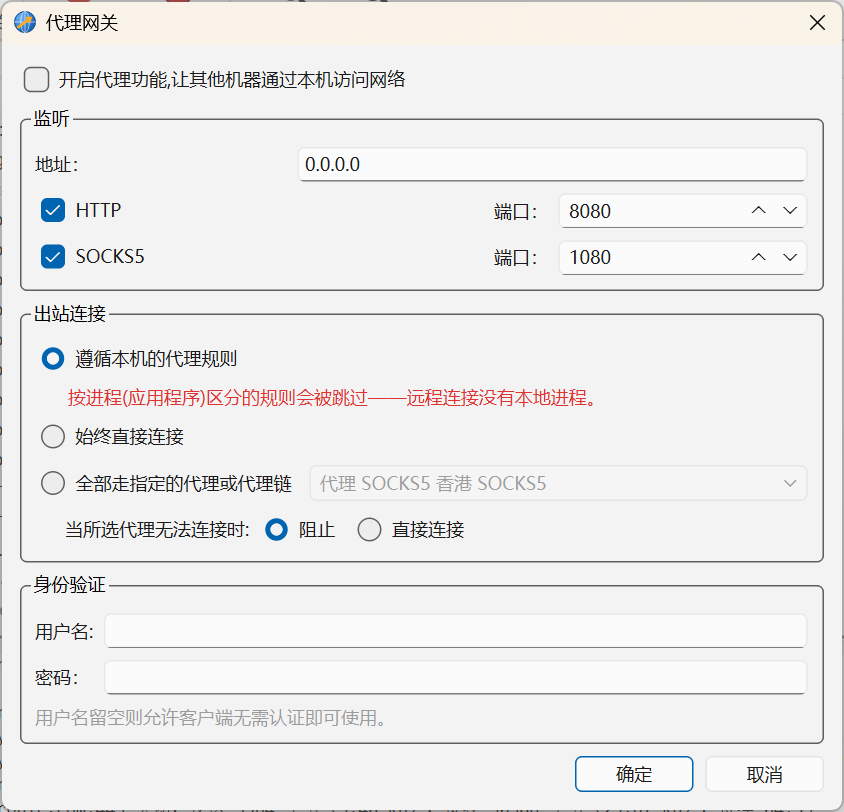 代理网关
开启代理功能,让其他机器通过本机访问网络
监听
地址:
0.0.0.0
HTTP
端口:
8080
SOCKS5
端口:
1080
出站连接
遵循本机的代理规则
按进程(应用程序)区分的规则会被跳过——远程连接没有本地进程。
始终直接连接
全部走指定的代理或代理链
代理 SOCKS5 香港 SOCKS5
当所选代理无法连接时:
阻止
直接连接
身份验证
用户名:
密码:
用户名留空则允许客户端无需认证即可使用。
确定
取消